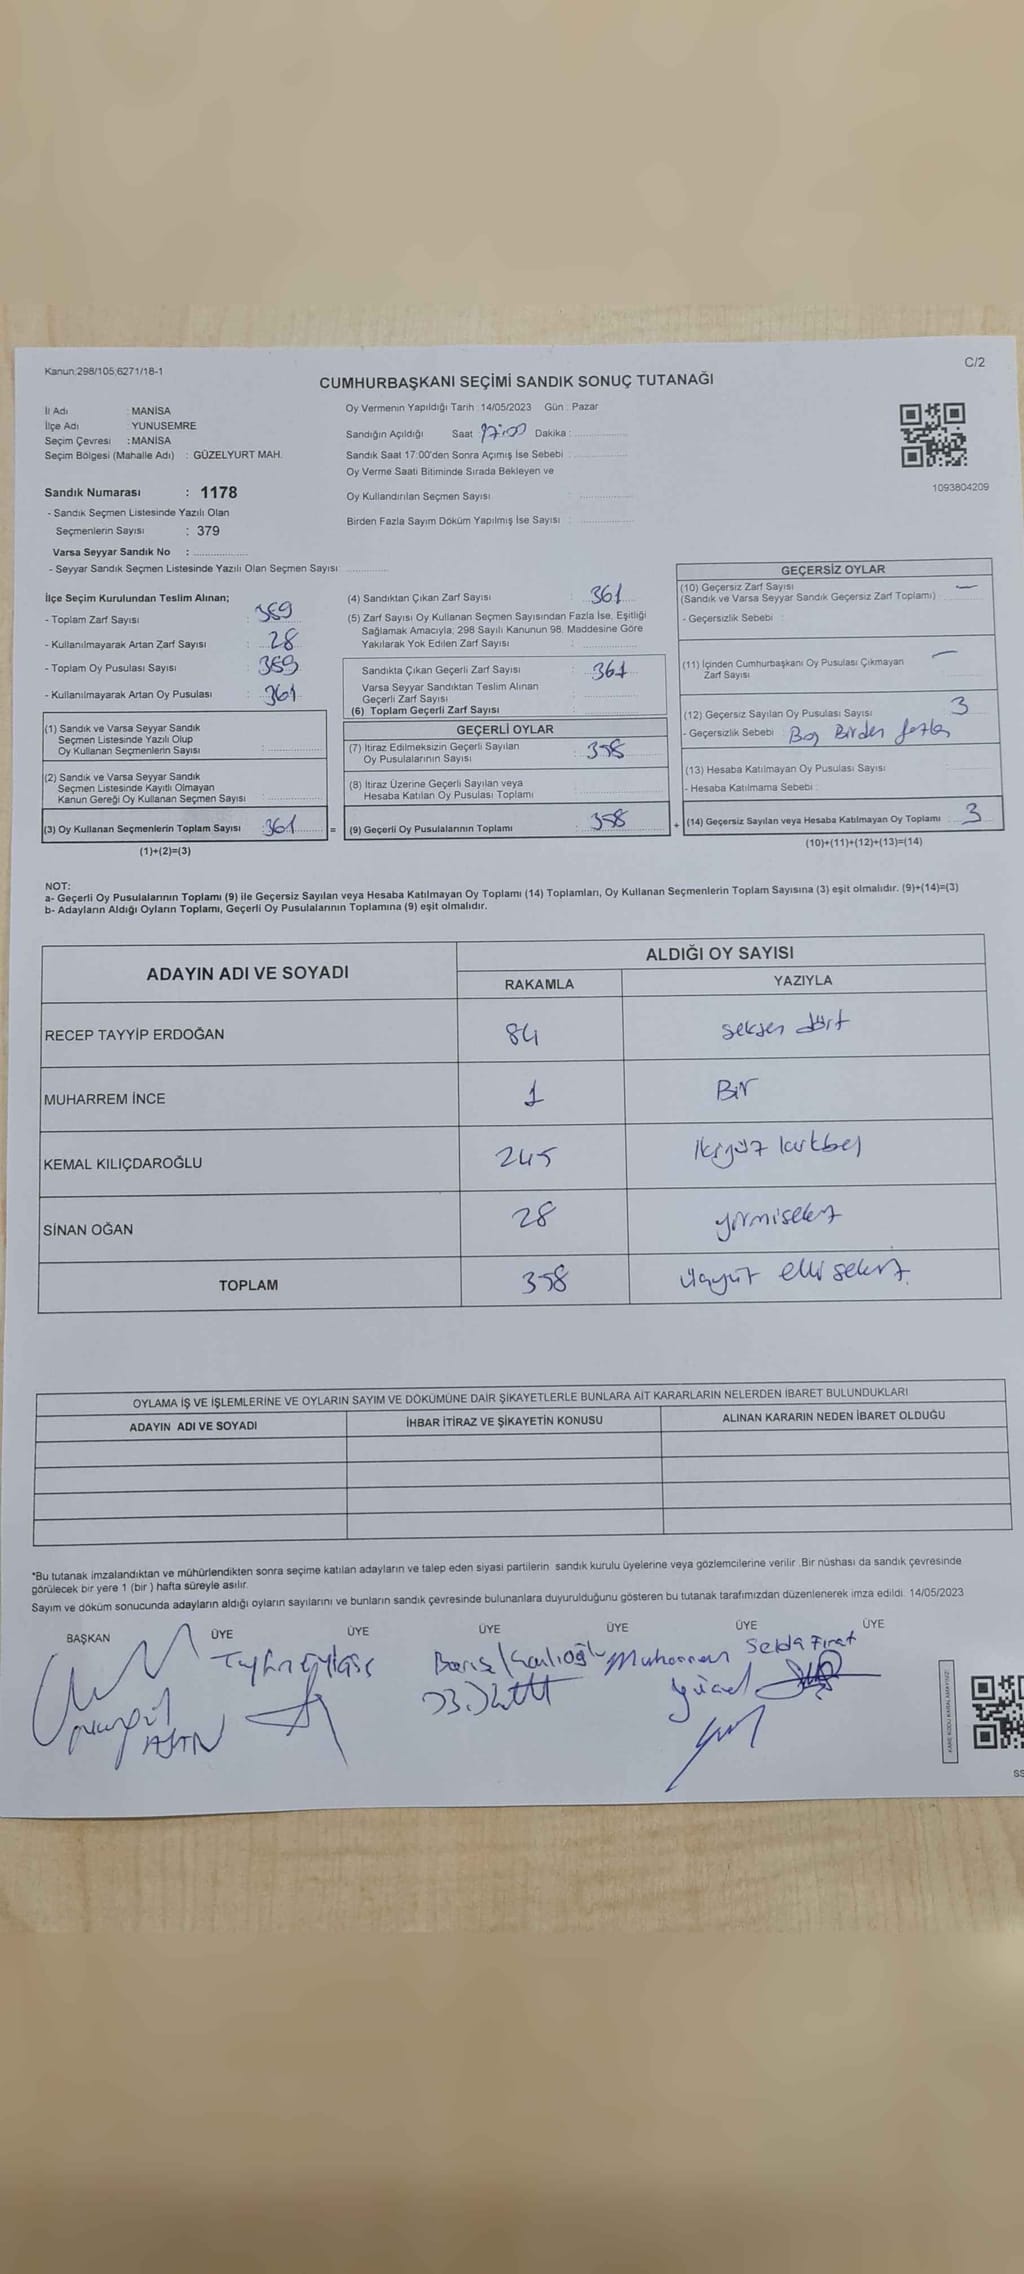 Kanun:298/105,6271/18-1
C/2
CUMHURBAŞKANI SEÇİMİ SANDIK SONUÇ TUTANAĞI
İl Adı : MANİSA
İlçe Adı : YUNUSEMRE
Seçim Çevresi : MANİSA
Seçim Bölgesi (Mahalle Adı) : GÜZELYURT MAH.
Sandık Numarası : 1178
- Sandık Seçmen Listesinde Yazılı Olan
Seçmenlerin Sayısı : 379
Varsa Seyyar Sandık No :
- Seyyar Sandık Seçmen Listesinde Yazılı Olan Seçmen Sayısı:
Oy Vermenin Yapıldığı Tarih : 14/05/2023 Gün : Pazar
Sandığın Açıldığı Saat : 17:00 Dakika :
Sandık Saat 17:00'den Sonra Açımış İse Sebebi :
Oy Verme Saati Bitiminde Sırada Bekleyen ve
Oy Kullandırılan Seçmen Sayısı :
Birden Fazla Sayım Döküm Yapılmış İse Sayısı :
1093804209
İlçe Seçim Kurulundan Teslim Alınan;
- Toplam Zarf Sayısı : 389
- Kullanılmayarak Artan Zarf Sayısı : 28
- Toplam Oy Pusulası Sayısı : 389
- Kullanılmayarak Artan Oy Pusulası : 361
(1) Sandık ve Varsa Seyyar Sandık
Seçmen Listesinde Yazılı Olup
Oy Kullanan Seçmenlerin Sayısı :
(2) Sandık ve Varsa Seyyar Sandık
Seçmen Listesinde Kayıtlı Olmayan
Kanun Gereği Oy Kullanan Seçmen Sayısı
(3) Oy Kullanan Seçmenlerin Toplam Sayısı : 361 =
(1)+(2)=(3)
(4) Sandıktan Çıkan Zarf Sayısı : 361
(5) Zarf Sayısı Oy Kullanan Seçmen Sayısından Fazla İse, Eşitliği
Sağlamak Amacıyla, 298 Sayılı Kanunun 98. Maddesine Göre
Yakılarak Yok Edilen Zarf Sayısı :
Sandıkta Çıkan Geçerli Zarf Sayısı : 361
Varsa Seyyar Sandıktan Teslim Alınan
Geçerli Zarf Sayısı :
(6) Toplam Geçerli Zarf Sayısı :
GEÇERLİ OYLAR
(7) İtiraz Edilmeksizin Geçerli Sayılan
Oy Pusulalarının Sayısı : 358
(8) İtiraz Üzerine Geçerli Sayılan veya
Hesaba Katılan Oy Pusulası Toplamı :
(9) Geçerli Oy Pusulalarının Toplamı : 358 +
GEÇERSİZ OYLAR
(10) Geçersiz Zarf Sayısı : —
(Sandık ve Varsa Seyyar Sandık Geçersiz Zarf Toplamı)
- Geçersizlik Sebebi :
(11) İçinden Cumhurbaşkanı Oy Pusulası Çıkmayan —
Zarf Sayısı :
(12) Geçersiz Sayılan Oy Pusulası Sayısı : 3
- Geçersizlik Sebebi : Boş Birden fazla
(13) Hesaba Katılmayan Oy Pusulası Sayısı :
- Hesaba Katılmama Sebebi :
(14) Geçersiz Sayılan veya Hesaba Katılmayan Oy Toplamı : 3
(10)+(11)+(12)+(13)=(14)
NOT:
a- Geçerli Oy Pusulalarının Toplamı (9) ile Geçersiz Sayılan veya Hesaba Katılmayan Oy Toplamı (14) Toplamları, Oy Kullanan Seçmenlerin Toplam Sayısına (3) eşit olmalıdır. (9)+(14)=(3)
b- Adayların Aldığı Oyların Toplamı, Geçerli Oy Pusulalarının Toplamına (9) eşit olmalıdır.
ADAYIN ADI VE SOYADI
ALDIĞI OY SAYISI
RAKAMLA YAZIYLA
RECEP TAYYİP ERDOĞAN 84 seksen dört
MUHARREM İNCE 1 Bir
KEMAL KILIÇDAROĞLU 245 İkiyüz kırkbeş
SİNAN OĞAN 28 yirmisekiz
TOPLAM 358 üçyüz elli sekiz
OYLAMA İŞ VE İŞLEMLERİNE VE OYLARIN SAYIM VE DÖKÜMÜNE DAİR ŞİKAYETLERLE BUNLARA AİT KARARLARIN NELERDEN İBARET BULUNDUKLARI
ADAYIN ADI VE SOYADI İHBAR İTİRAZ VE ŞİKAYETİN KONUSU ALINAN KARARIN NEDEN İBARET OLDUĞU
*Bu tutanak imzalandıktan ve mühürlendikten sonra seçime katılan adayların ve talep eden siyasi partilerin sandık kurulu üyelerine veya gözlemcilerine verilir. Bir nüshası da sandık çevresinde
görülecek bir yere 1 (bir ) hafta süreyle asılır.
Sayım ve döküm sonucunda adayların aldığı oyların sayılarını ve bunların sandık çevresinde bulunanlara duyurulduğunu gösteren bu tutanak tarafımızdan düzenlenerek imza edildi. 14/05/2023
BAŞKAN ÜYE ÜYE ÜYE ÜYE ÜYE ÜYE
Selda Fırat
Muharrem
Yücel
KARE KODU KARALAMAYINIZ
SS